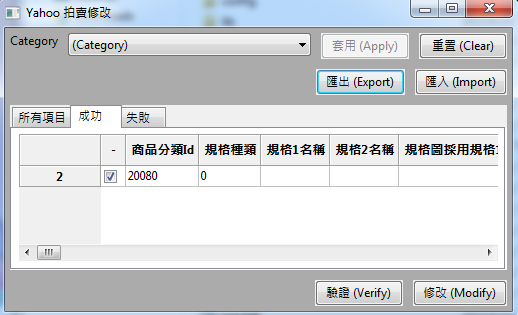 Yahoo 拍賣修改
Category (Category) 套用 (Apply) 重置 (Clear)
匯出 (Export) 匯入 (Import)
所有項目 成功 失敗
- 商品分類Id 規格種類 規格1名稱 規格2名稱 規格圖採用規格
2 20080 0
驗證 (Verify) 修改 (Modify)